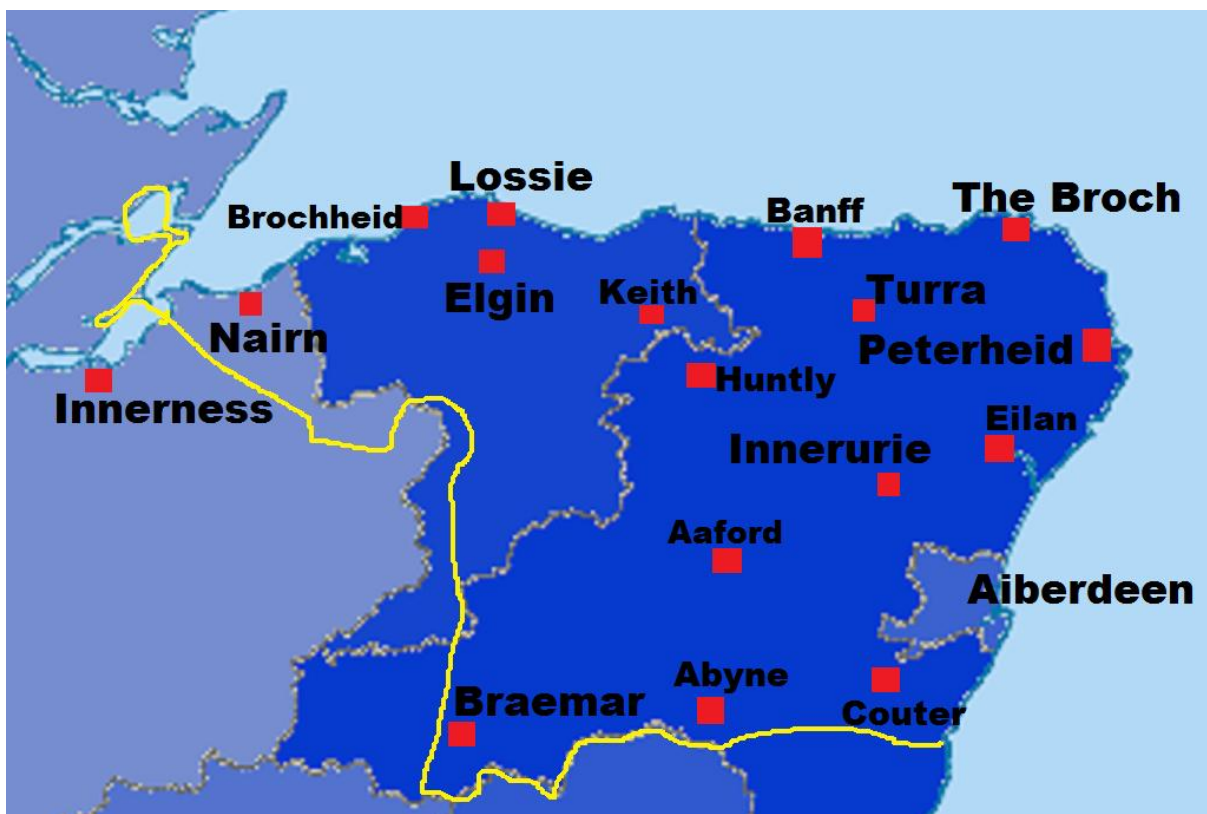 Lossie
The Broch
Brochheid
Banff
Elgin
Keith
Turra
Nairn
Peterheid
Huntly
Innerness
Eilan
Innerurie
Aaford
Aiberdeen
Abyne
Braemar
Couter